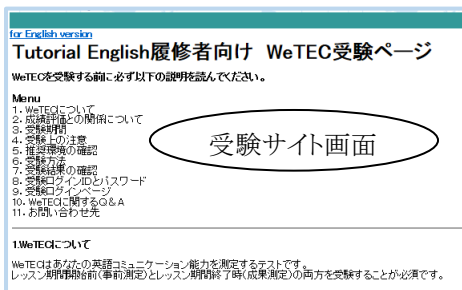 for English version
Tutorial English履修者向け WeTEC受験ページ
WeTECを受験する前に必ず以下の説明を読んでください。
Menu
1. WeTECについて
2. 成績評価との関係について
3. 受験期間
4. 受験上の注意
5. 推奨環境の確認
6. 受験方法
7. 受験結果の確認
8. 受験ログインIDとパスワード
9. 受験ログインページ
10. WeTECに関するQ&A
11. お問い合わせ先
受験サイト画面
1.WeTECについて
WeTECはあなたの英語コミュニケーション能力を測定するテストです。
レッスン期間開始前(事前測定)とレッスン期間終了時(成果測定)の両方を受験することが必須です。